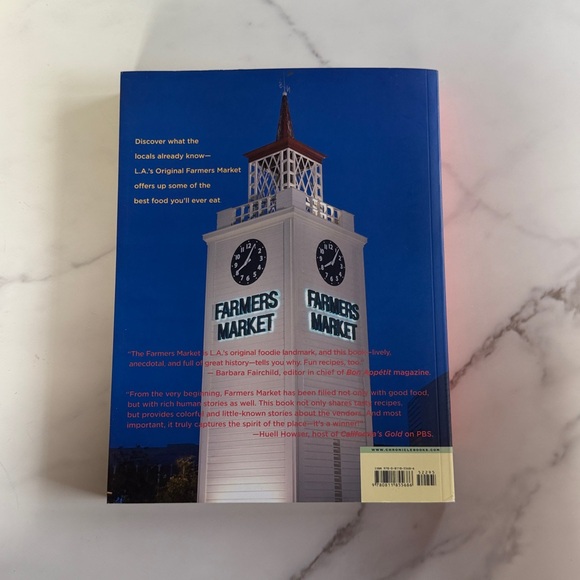 Discover what the
locals already know—
L.A.'s Original Farmers Market
offers up some of the
best food you'll ever eat
FARMERS
MARKET
FARMERS
MARKET
"The Farmers Market is L.A.'s original foodie landmark, and this book—lively,
anecdotal, and full of great history—tells you why. Fun recipes, too."
— Barbara Fairchild, editor in chief of Bon Appétit magazine.
"From the very beginning, Farmers Market has been filled not only with good food,
but with rich human stories as well. This book not only shares recipes,
but provides colorful and little-known stories about the vendors. And most
important, it truly captures the spirit of the place—it's a winner."
—Huell Howser, host of California's Gold on PBS.
WWW.CHRONICLEBOOKS.COM